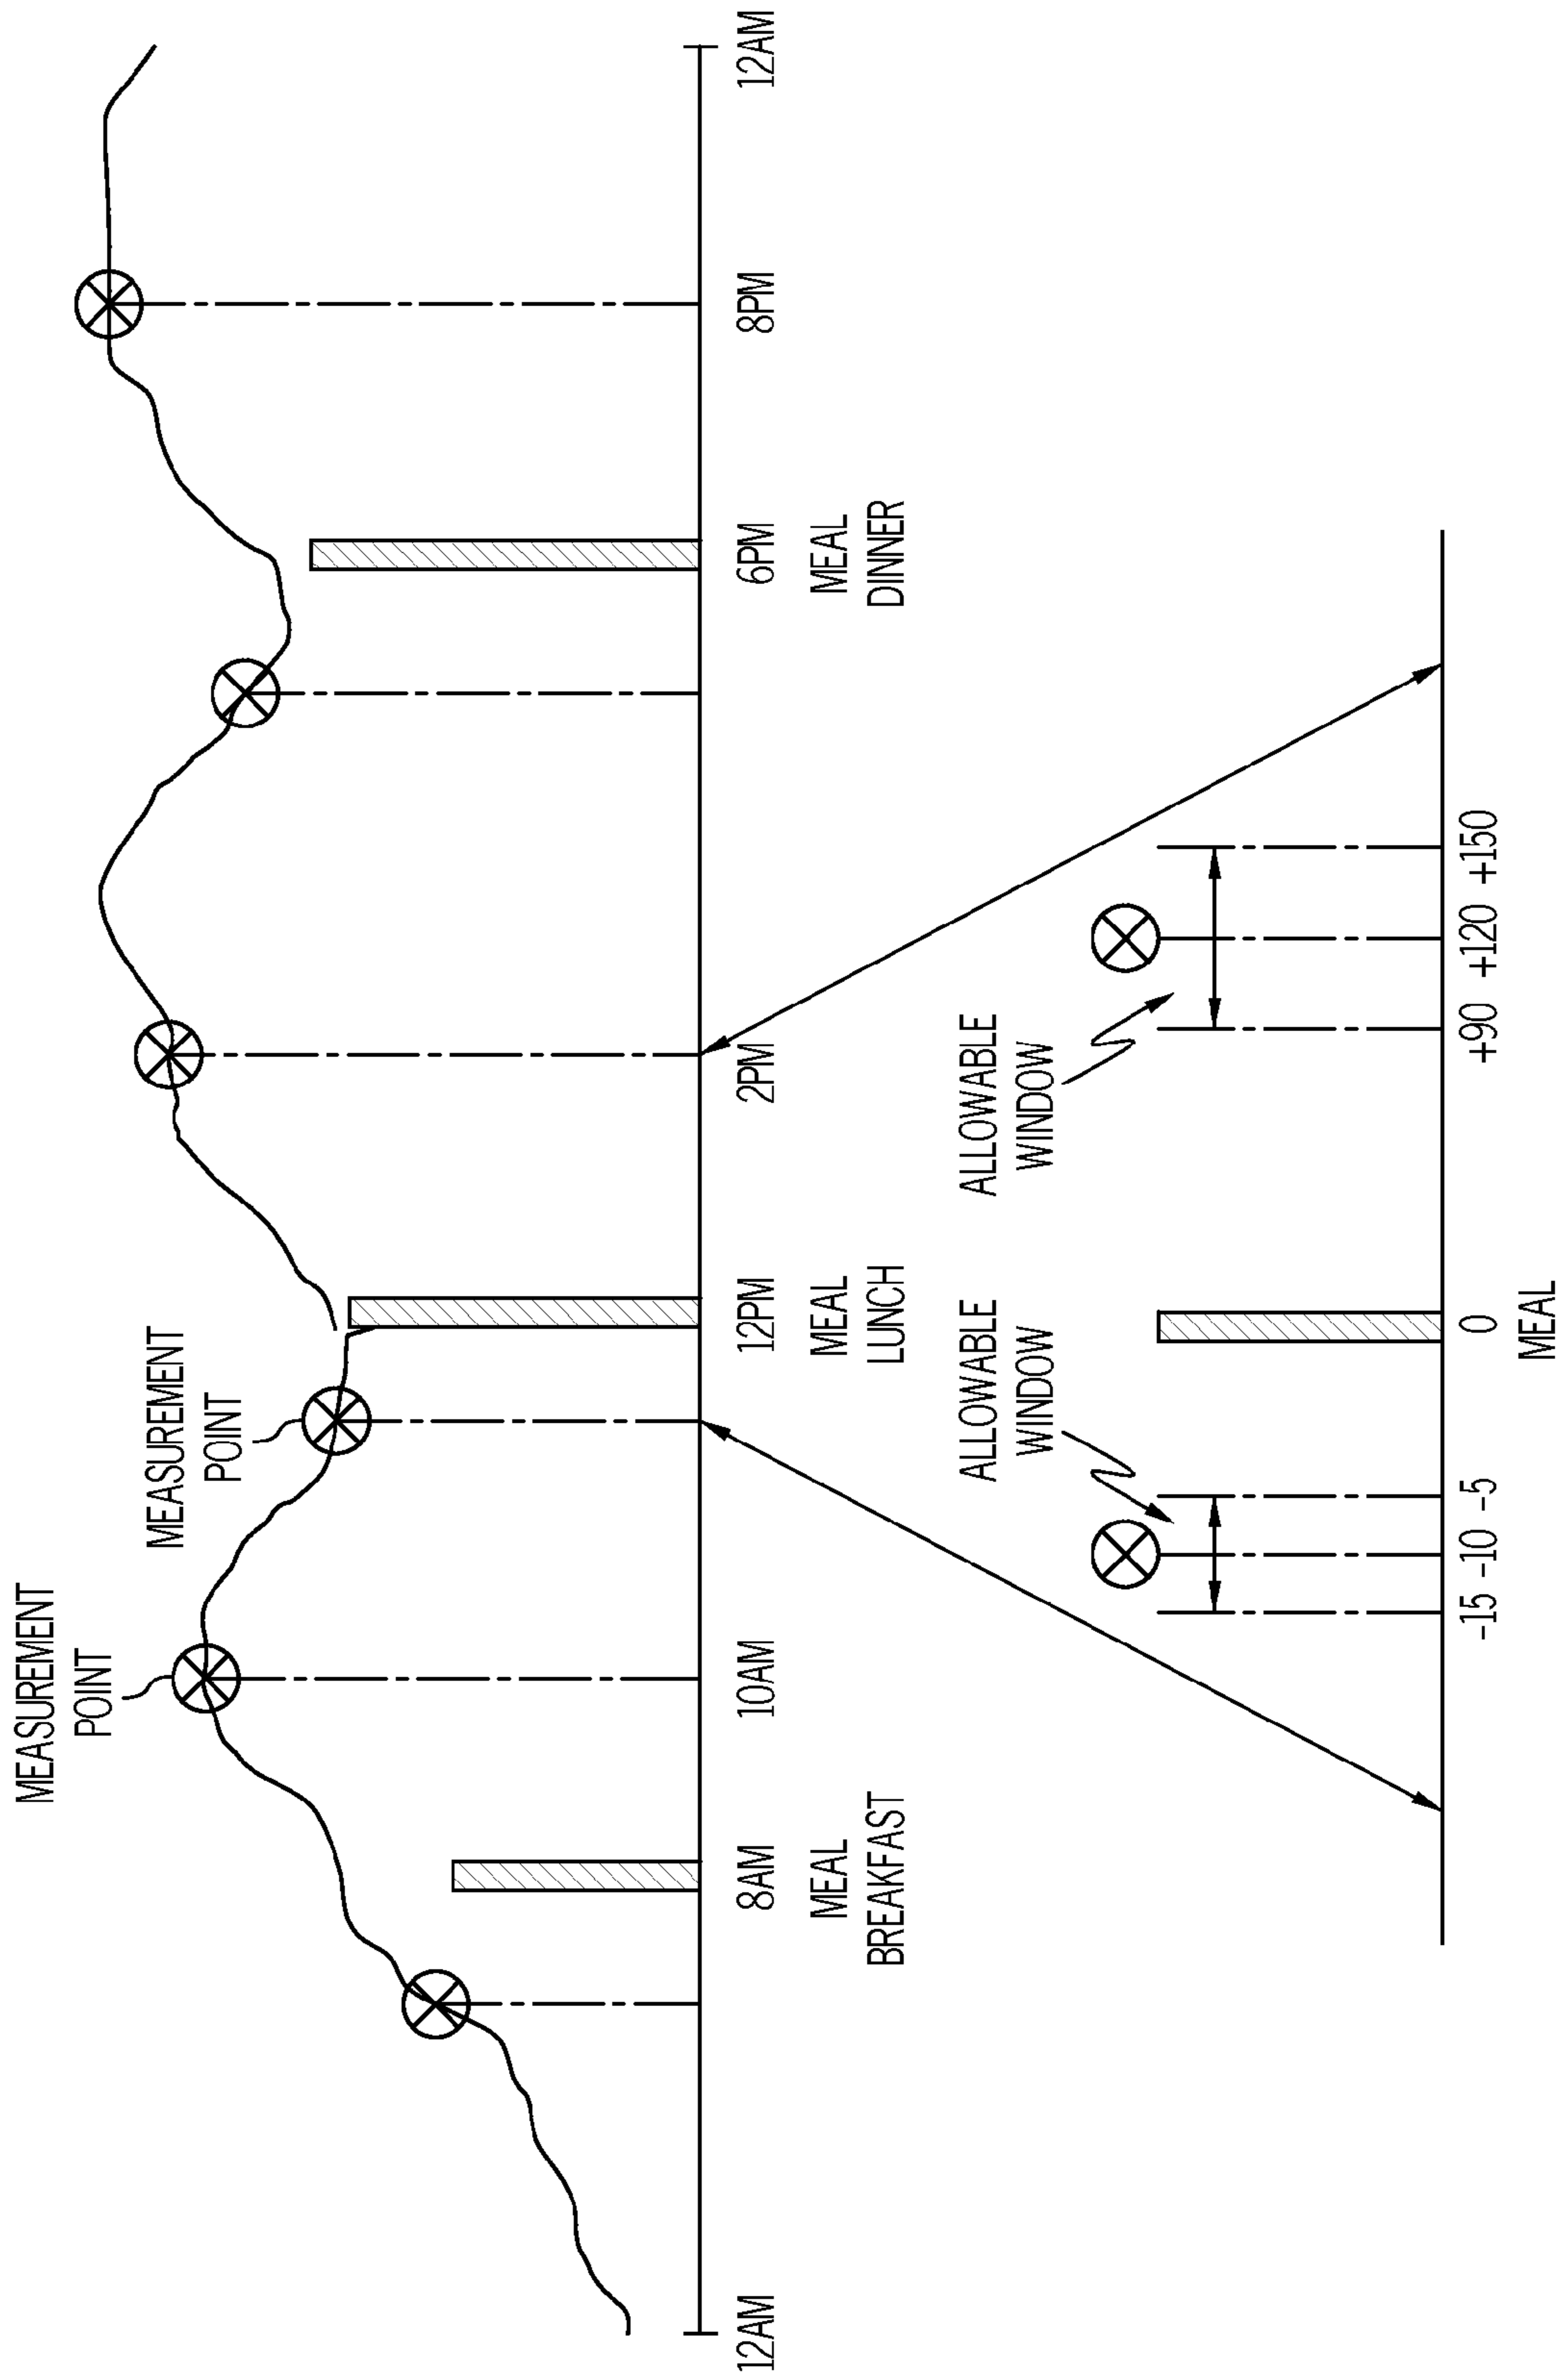 MEASUREMENT
POINT
MEASUREMENT
POINT
12AM
8AM
10AM
12PM
2PM
6PM
8PM
12AM
MEAL
BREAKFAST
MEAL
LUNCH
MEAL
DINNER
ALLOWABLE
WINDOW
ALLOWABLE
WINDOW
-15 -10 -5
0
+90 +120 +150
MEAL